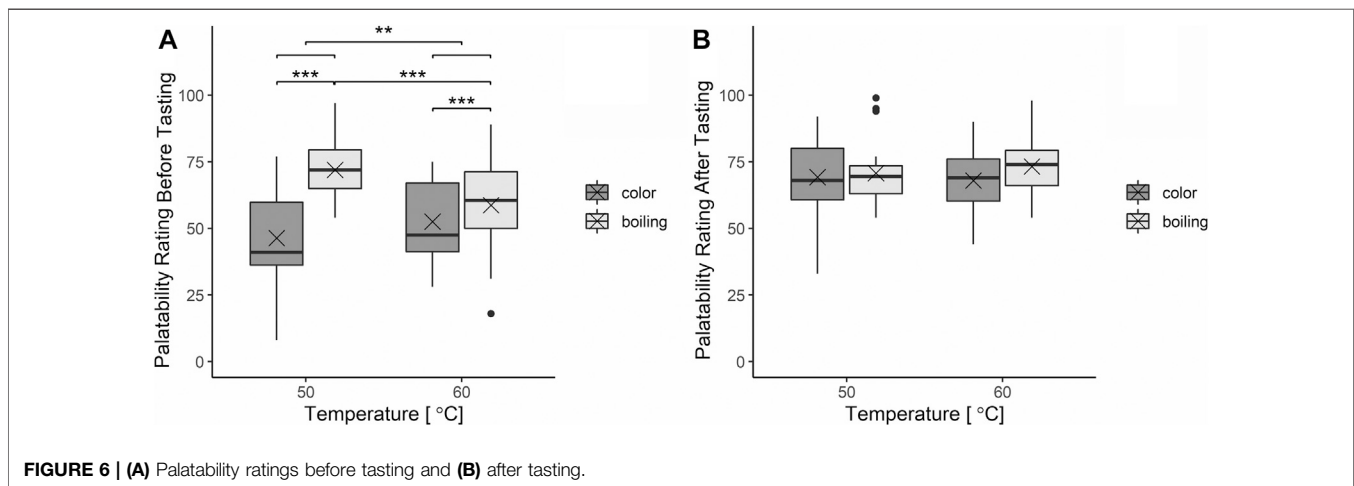 A
**
***
***
***
Palatability Rating Before Tasting
100
75
50
25
0
50
60
Temperature [ °C]
color
boiling
B
Palatability Rating After Tasting
100
75
50
25
0
50
60
Temperature [ °C]
color
boiling
FIGURE 6 | (A) Palatability ratings before tasting and (B) after tasting.